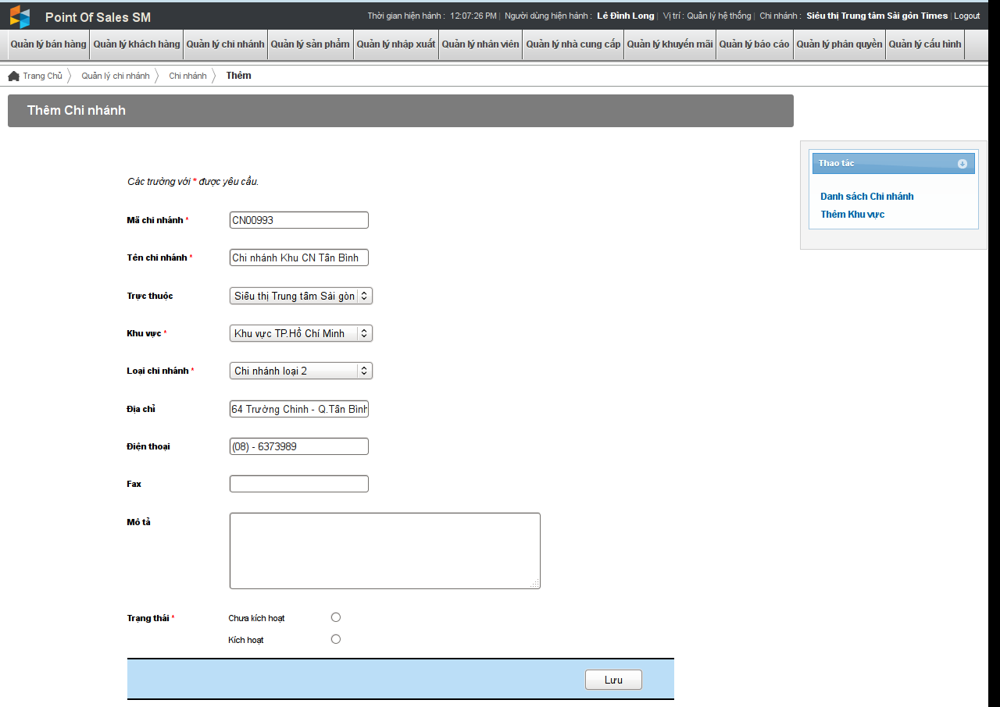 Point Of Sales SM
Thời gian hiện hành : 12:07:26 PM | Người dùng hiện hành : Lê Đình Long | Vị trí : Quản lý hệ thống | Chi nhánh : Siêu thị Trung tâm Sài gòn Times | Logout
Quản lý bán hàng Quản lý khách hàng Quản lý chi nhánh Quản lý sản phẩm Quản lý nhập xuất Quản lý nhân viên Quản lý nhà cung cấp Quản lý khuyến mãi Quản lý báo cáo Quản lý phân quyền Quản lý cấu hình
Trang Chủ Quản lý chi nhánh Chi nhánh Thêm
Thêm Chi nhánh
Thao tác
Danh sách Chi nhánh
Thêm Khu vực
Các trường với * được yêu cầu.
Mã chi nhánh * CN00993
Tên chi nhánh * Chi nhánh Khu CN Tân Bình
Trực thuộc Siêu thị Trung tâm Sài gòn
Khu vực * Khu vực TP.Hồ Chí Minh
Loại chi nhánh * Chi nhánh loại 2
Địa chỉ 64 Trường Chinh - Q.Tân Bình
Điện thoại (08) - 6373989
Fax
Mô tả
Trạng thái * Chưa kích hoạt
Kích hoạt
Lưu